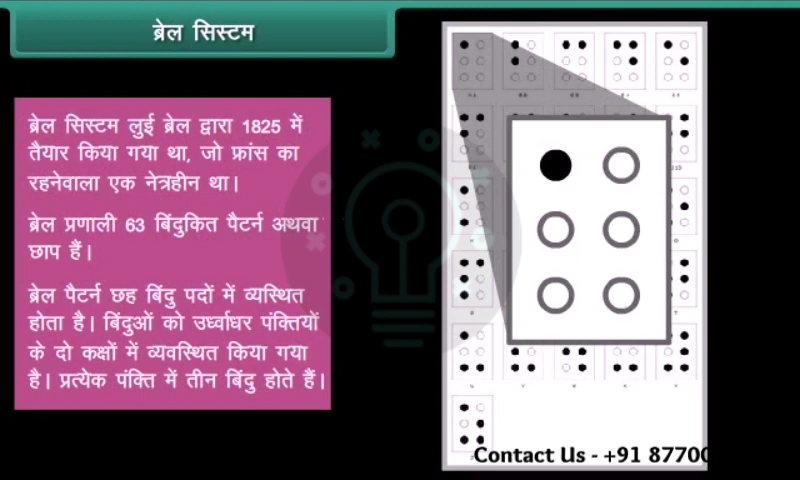 ब्रेल सिस्टम
ब्रेल सिस्टम लुई ब्रेल द्वारा 1825 में
तैयार किया गया था, जो फ्रांस का
रहनेवाला एक नेत्रहीन था।
ब्रेल प्रणाली 63 बिंदुकित पैटर्न अथवा
छाप हैं।
ब्रेल पैटर्न छह बिंदु पदों में व्यस्थित
होता है। बिंदुओं को उर्ध्वाधर पंक्तियों
के दो कक्षों में व्यवस्थित किया गया
है। प्रत्येक पंक्ति में तीन बिंदु होते हैं।
Contact Us - +91 8770